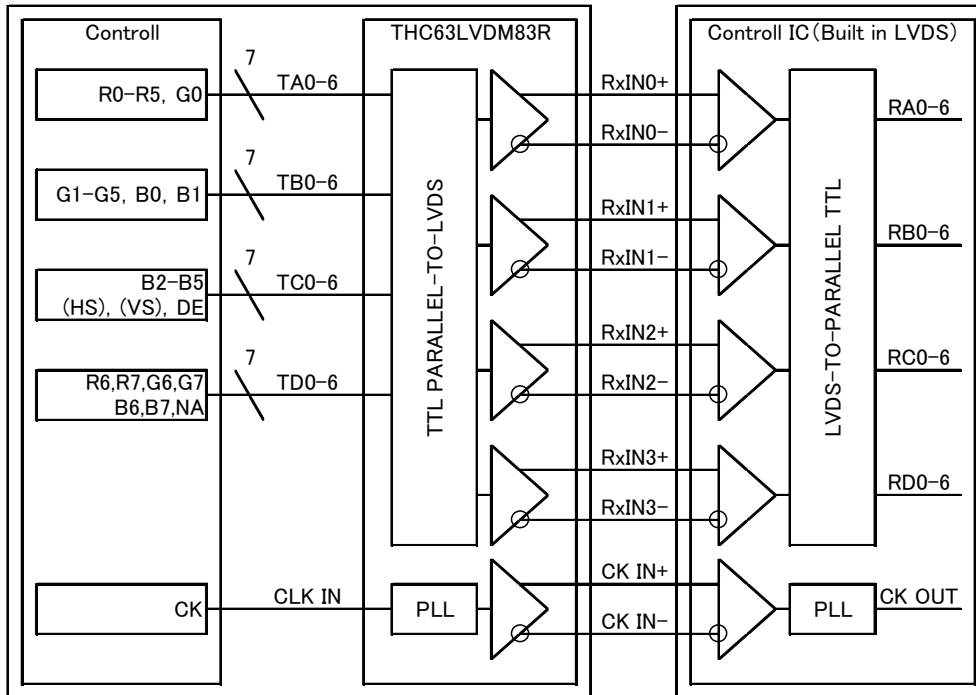 Controll
THC63LVDM83R
Controll IC(Built in LVDS)
R0-R5, G0
7
TA0-6
RxIN0+
RxIN0-
RA0-6
G1-G5, B0, B1
7
TB0-6
RxIN1+
RxIN1-
RB0-6
B2-B5
(HS), (VS), DE
7
TC0-6
RxIN2+
RxIN2-
RC0-6
R6,R7,G6,G7
B6,B7,NA
7
TD0-6
RxIN3+
RxIN3-
RD0-6
TTL PARALLEL-TO-LVDS
LVDS-TO-PARALLEL TTL
CK
CLK IN
PLL
CK IN+
CK IN-
PLL
CK OUT